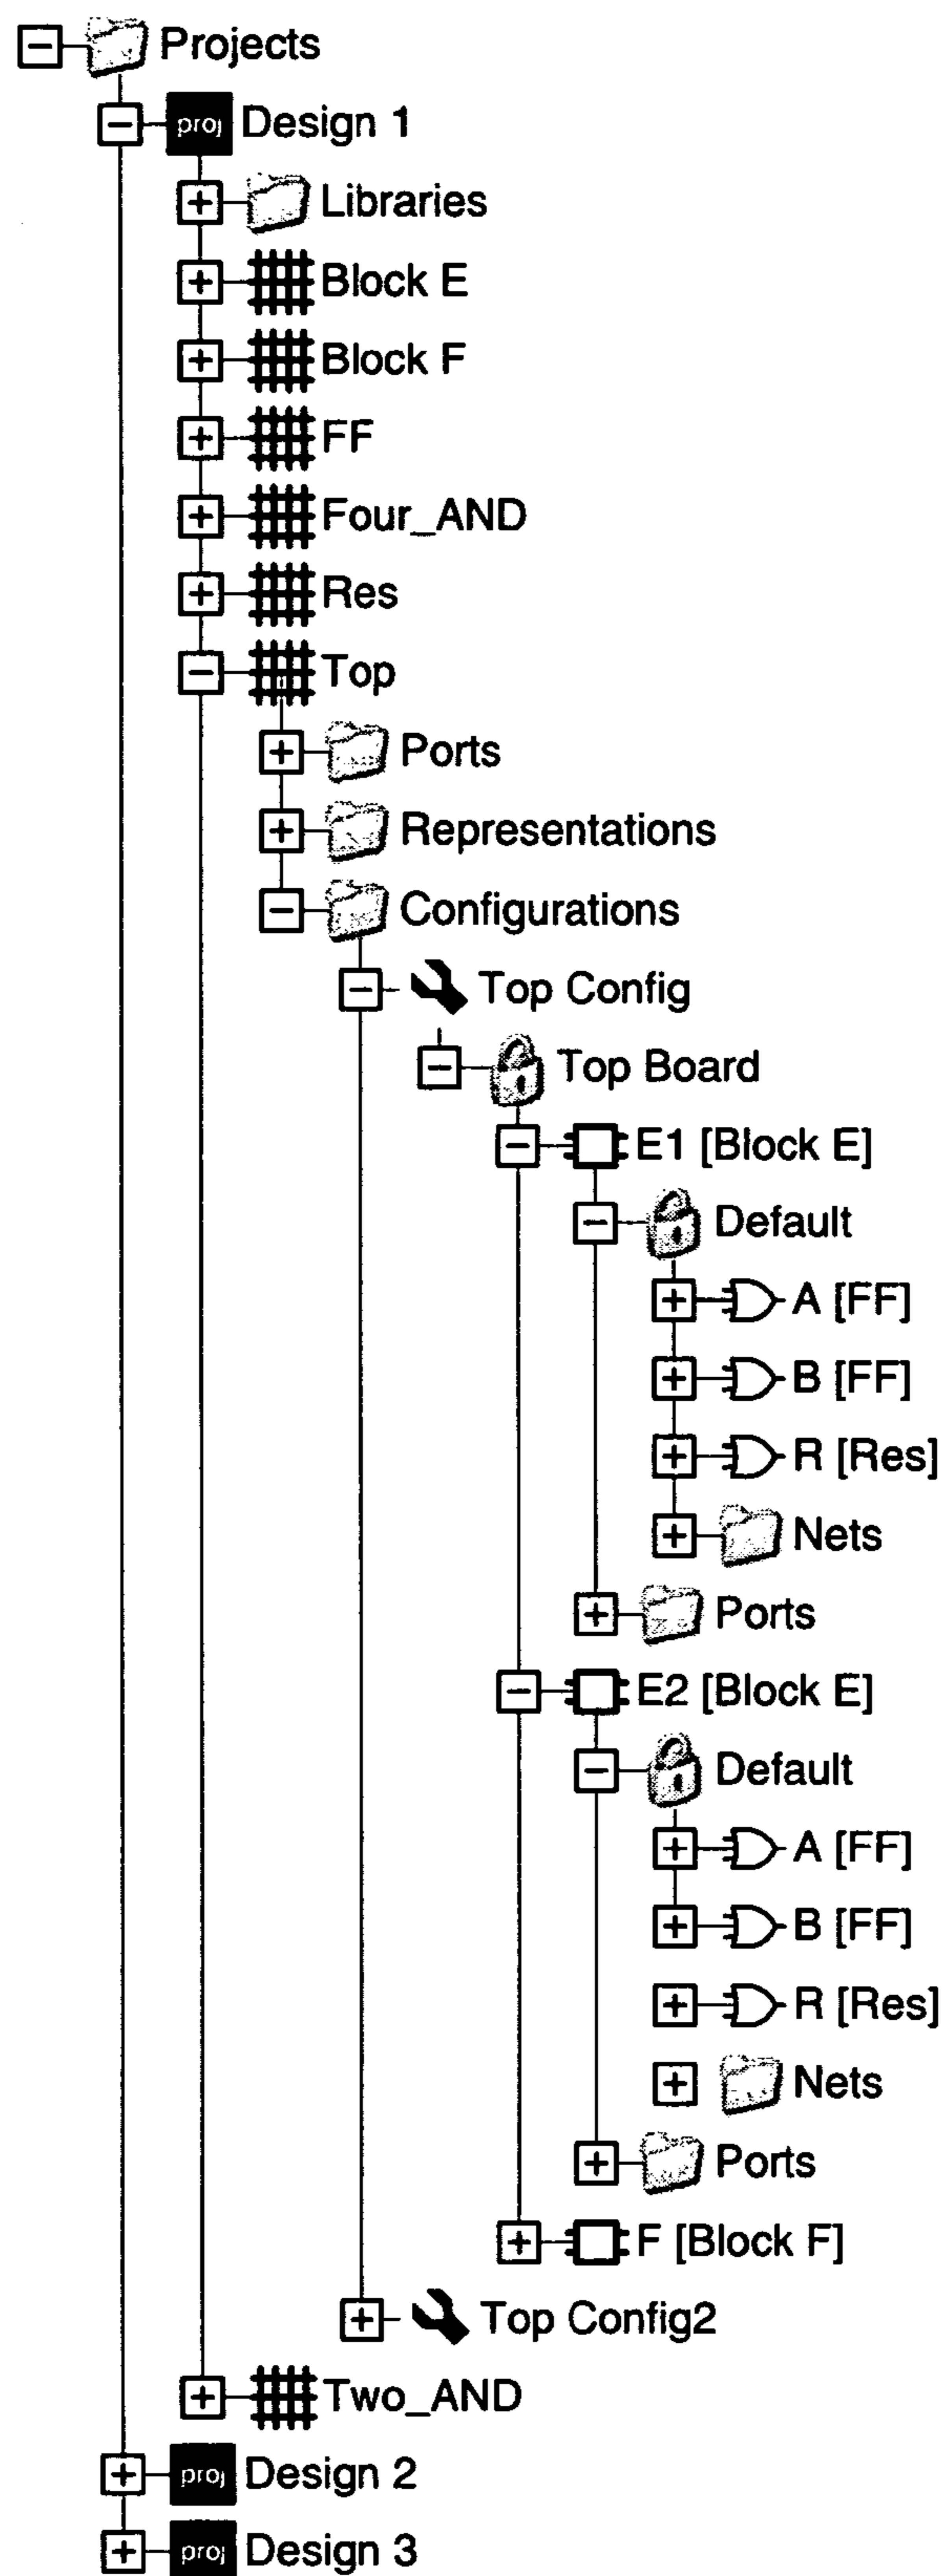 Projects
proj Design 1
Libraries
Block E
Block F
FF
Four_AND
Res
Top
Ports
Representations
Configurations
Top Config
Top Board
E1 [Block E]
Default
A [FF]
B [FF]
R [Res]
Nets
Ports
E2 [Block E]
Default
A [FF]
B [FF]
R [Res]
Nets
Ports
F [Block F]
Top Config2
Two_AND
proj Design 2
proj Design 3